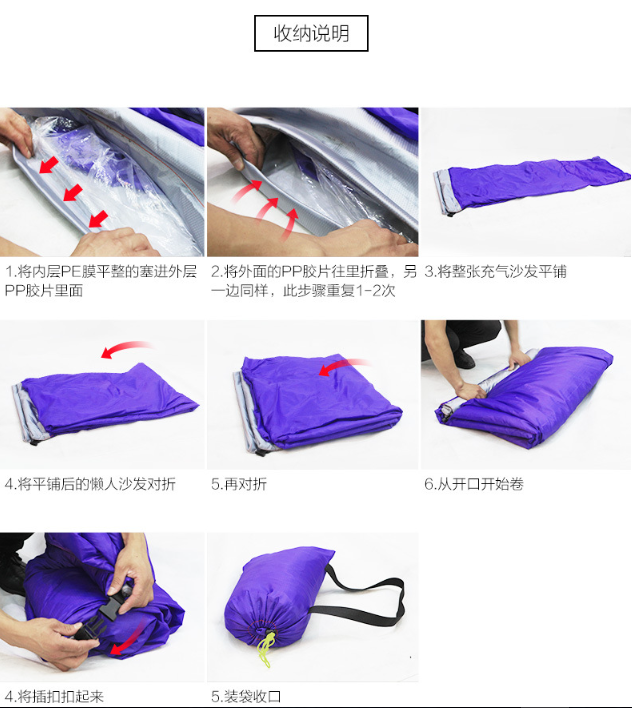 收纳说明
1.将内层PE膜平整的塞进外层
PP胶片里面
2.将外面的PP胶片往里折叠，另
一边同样，此步骤重复1-2次
3.将整张充气沙发平铺
4.将平铺后的懒人沙发对折
5.再对折
6.从开口开始卷
4.将插扣扣起来
5.装袋收口